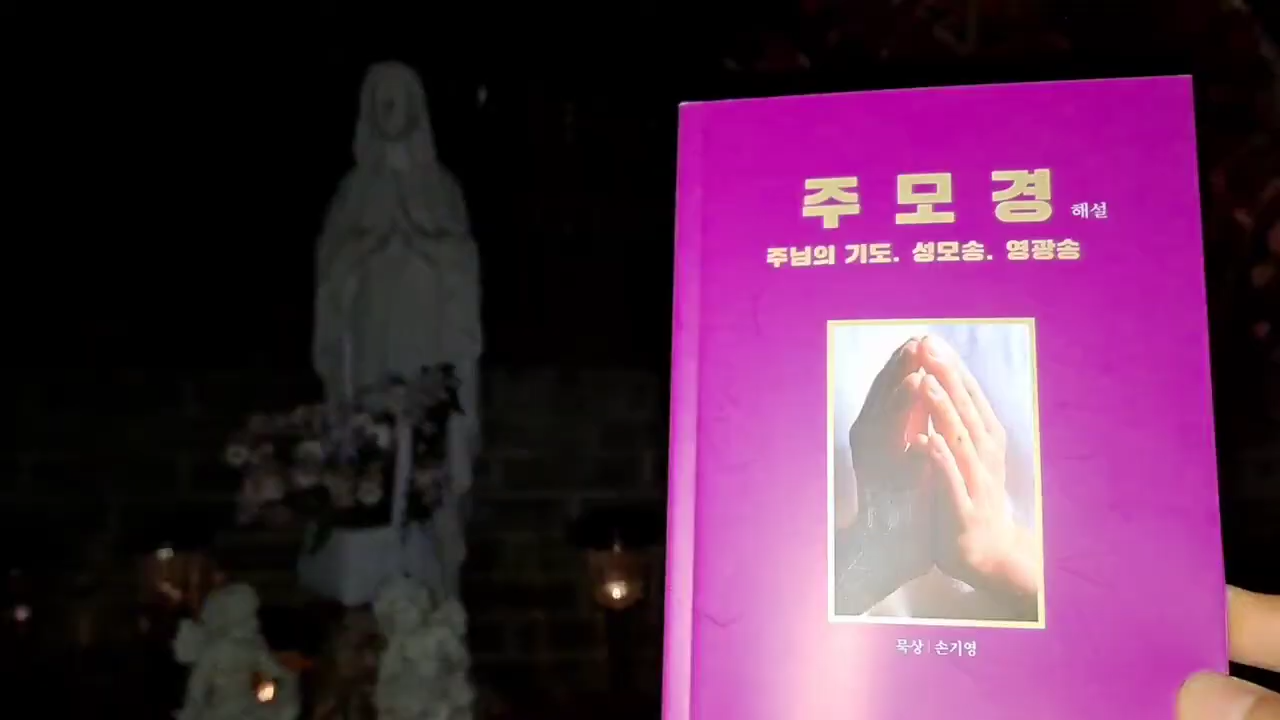 주모경 해설
주님의 기도. 성모송. 영광송
묵상 | 손기영